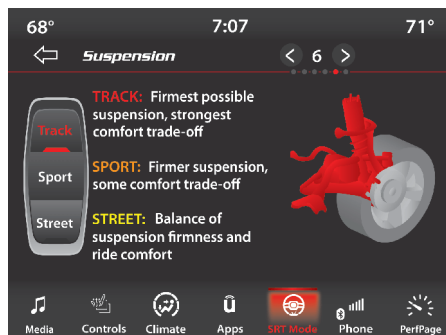 68° 7:07 71°
Suspension < 6 >
TRACK: Firmest possible
suspension, strongest
comfort trade-off
Track
SPORT: Firmer suspension,
some comfort trade-off
Sport
STREET: Balance of
suspension firmness and
ride comfort
Street
Media Controls Climate Apps SRT Mode Phone PerfPage